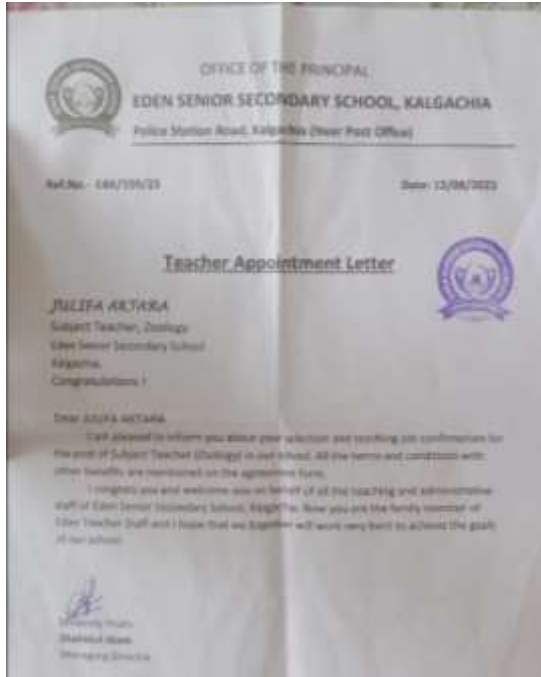 OFFICE OF THE PRINCIPAL
EDEN SENIOR SECONDARY SCHOOL, KALGACHIA
Police Station Road, Kalgachia (Near Post Office)
Ref.No.-
Date: 
Teacher Appointment Letter
JULIFA AKTARA
Subject Teacher, Zoology
Eden Senior Secondary School
Kalgachia,
Congratulations !
Dear JULIFA AKTARA
I am pleased to inform you about your selection and teaching job confirmation for
the post of Subject Teacher (Zoology) in our school. All the terms and conditions with
other benefits are mentioned on the agreement form.
I congrats you and welcome you on behalf of all the teaching and administrative
staff of Eden Senior Secondary School, Kalgachia. Now you are the family member of
Eden Teacher Staff and I hope that we together will work very hard to achieve the goals
of our school.
Sincerely Yours
Islam
Managing Director